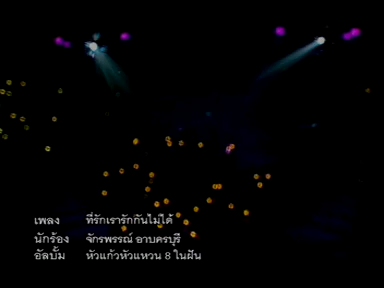 เพลง ที่รักเรารักกันไม่ได้
นักร้อง จักรพรรณ์ อาบครบุรี
อัลบั้ม หัวแก้วหัวแหวน 8 ในฝัน